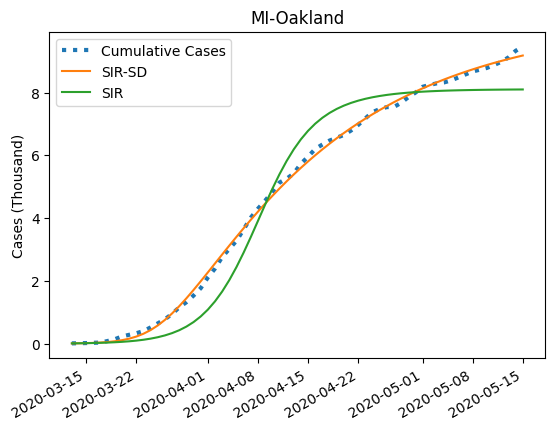 MI-Oakland
Cumulative Cases
SIR-SD
SIR
Cases (Thousand)
8
6
4
2
0
2020-03-15
2020-03-22
2020-04-01
2020-04-08
2020-04-15
2020-04-22
2020-05-01
2020-05-08
2020-05-15